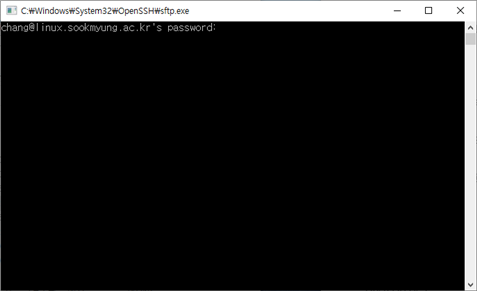 C:₩Windows₩System32₩OpenSSH₩sftp.exe
chang@linux.sookmyung.ac.kr's password: